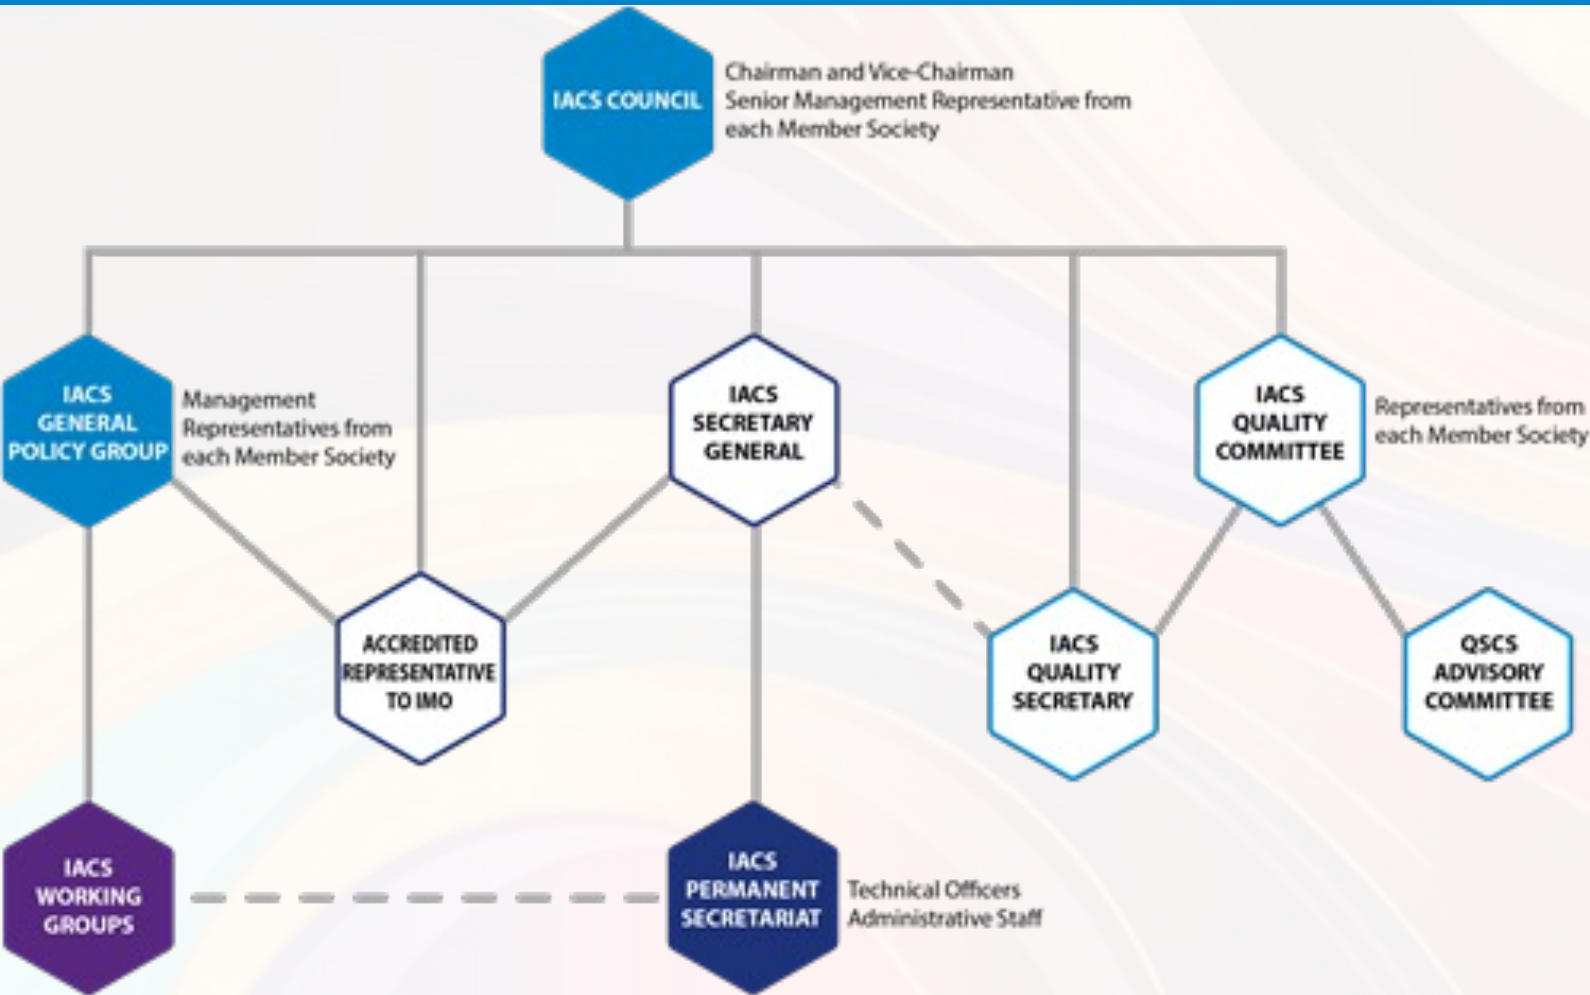 IACS COUNCIL
Chairman and Vice-Chairman
Senior Management Representative from
each Member Society
IACS
GENERAL
POLICY GROUP
Management
Representatives from
each Member Society
IACS
SECRETARY
GENERAL
IACS
QUALITY
COMMITTEE
Representatives from
each Member Society
ACCREDITED
REPRESENTATIVE
TO IMO
IACS
QUALITY
SECRETARY
QSCS
ADVISORY
COMMITTEE
IACS
WORKING
GROUPS
IACS
PERMANENT
SECRETARIAT
Technical Officers
Administrative Staff